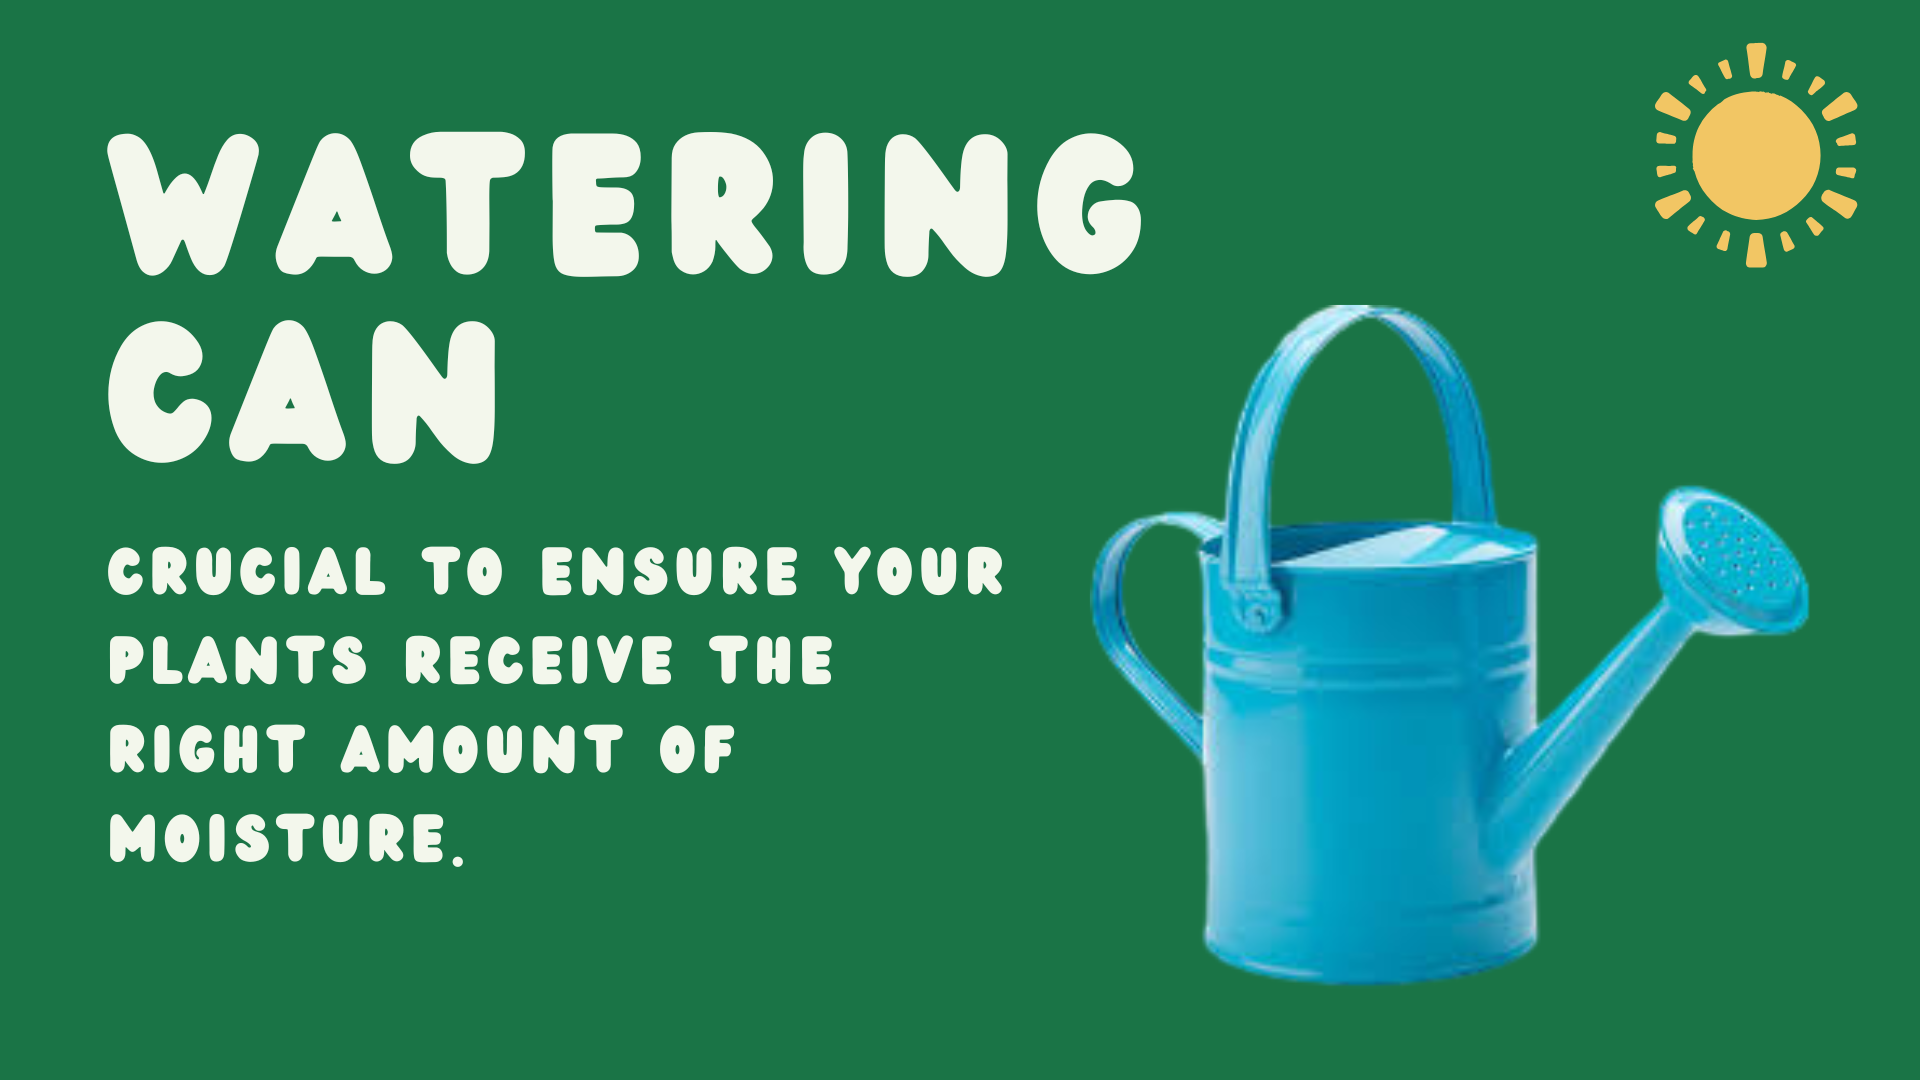 WATERING
CAN
CRUCIAL TO ENSURE YOUR
PLANTS RECEIVE THE
RIGHT AMOUNT OF
MOISTURE.